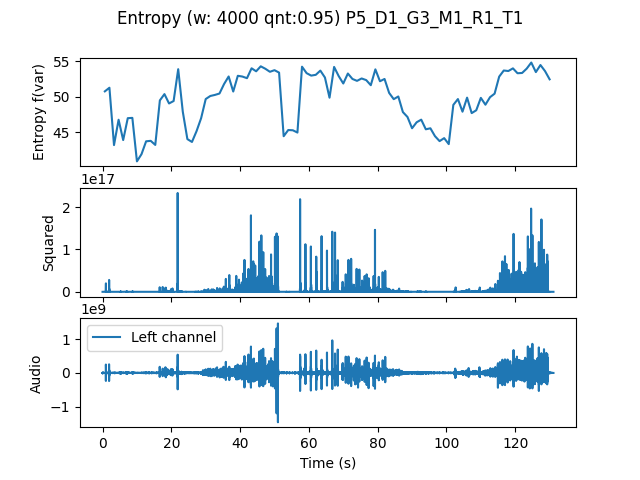 Entropy (w: 4000 qnt:0.95) P5_D1_G3_M1_R1_T1
55
50
45
Entropy f(var)
1e17
2
1
0
Squared
1e9
1
0
−1
Audio
Left channel
0 20 40 60 80 100 120
Time (s)